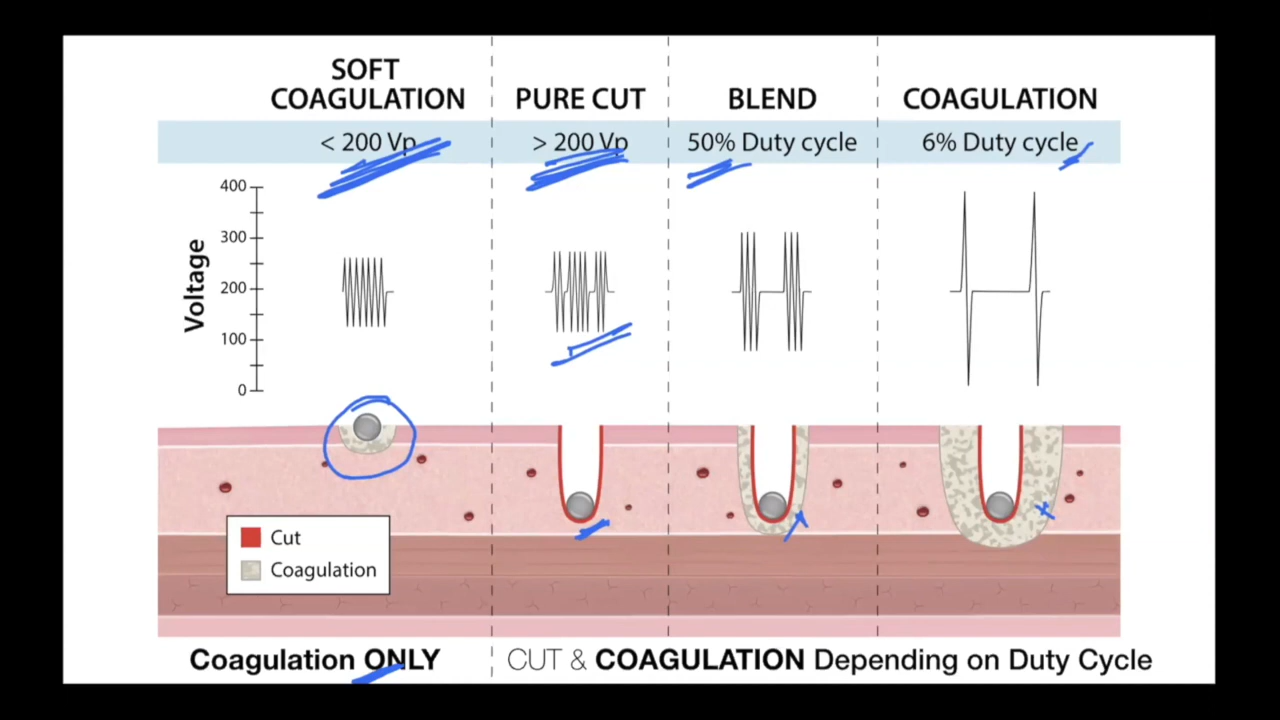 SOFT
COAGULATION
PURE CUT
BLEND
COAGULATION
< 200 Vp
> 200 Vp
50% Duty cycle
6% Duty cycle
Voltage
400
300
200
100
0
Cut
Coagulation
Coagulation ONLY
CUT & COAGULATION Depending on Duty Cycle